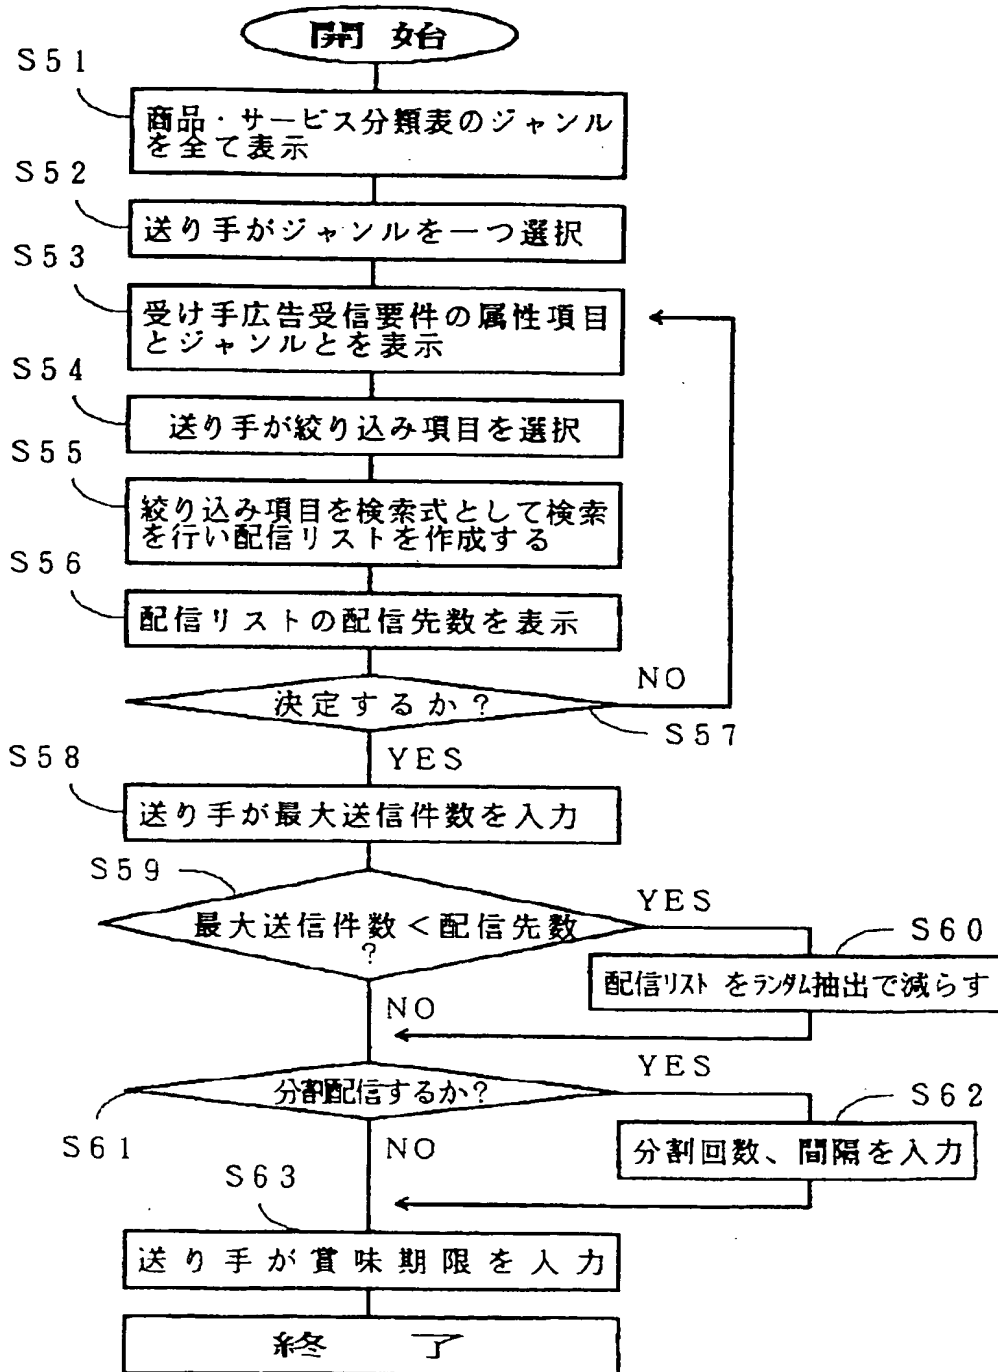 開始
S51
商品・サービス分類表のジャンル
を全て表示
S52
送り手がジャンルを一つ選択
S53
受け手広告受信要件の属性項目
とジャンルとを表示
S54
送り手が絞り込み項目を選択
S55
絞り込み項目を検索式として検索
を行い配信リストを作成する
S56
配信リストの配信先数を表示
決定するか?
NO
S57
YES
S58
送り手が最大送信件数を入力
S59
最大送信件数<配信先数
?
YES
S60
配信リストをランダム抽出で減らす
NO
分割配信するか?
YES
S61
S62
分割回数、間隔を入力
NO
S63
送り手が賞味期限を入力
終了